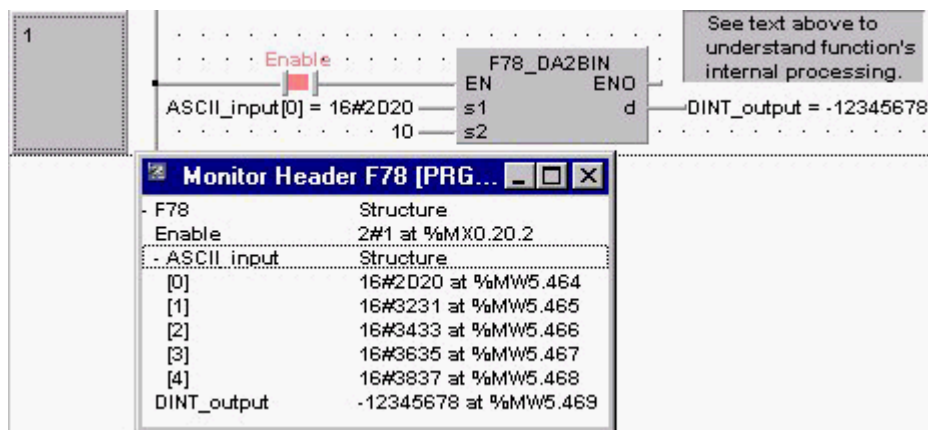 1
See text above to
understand function's
internal processing.
Enable
F78_DA2BIN
EN ENO
ASCII_input[0] = 16#2D20 s1 d DINT_output = -12345678
10 s2
Monitor Header F78 [PRG...
- F78 Structure
Enable 2#1 at %MX0.20.2
- ASCII_input Structure
[0] 16#2D20 at %MW5.464
[1] 16#3231 at %MW5.465
[2] 16#3433 at %MW5.466
[3] 16#3635 at %MW5.467
[4] 16#3837 at %MW5.468
DINT_output -12345678 at %MW5.469